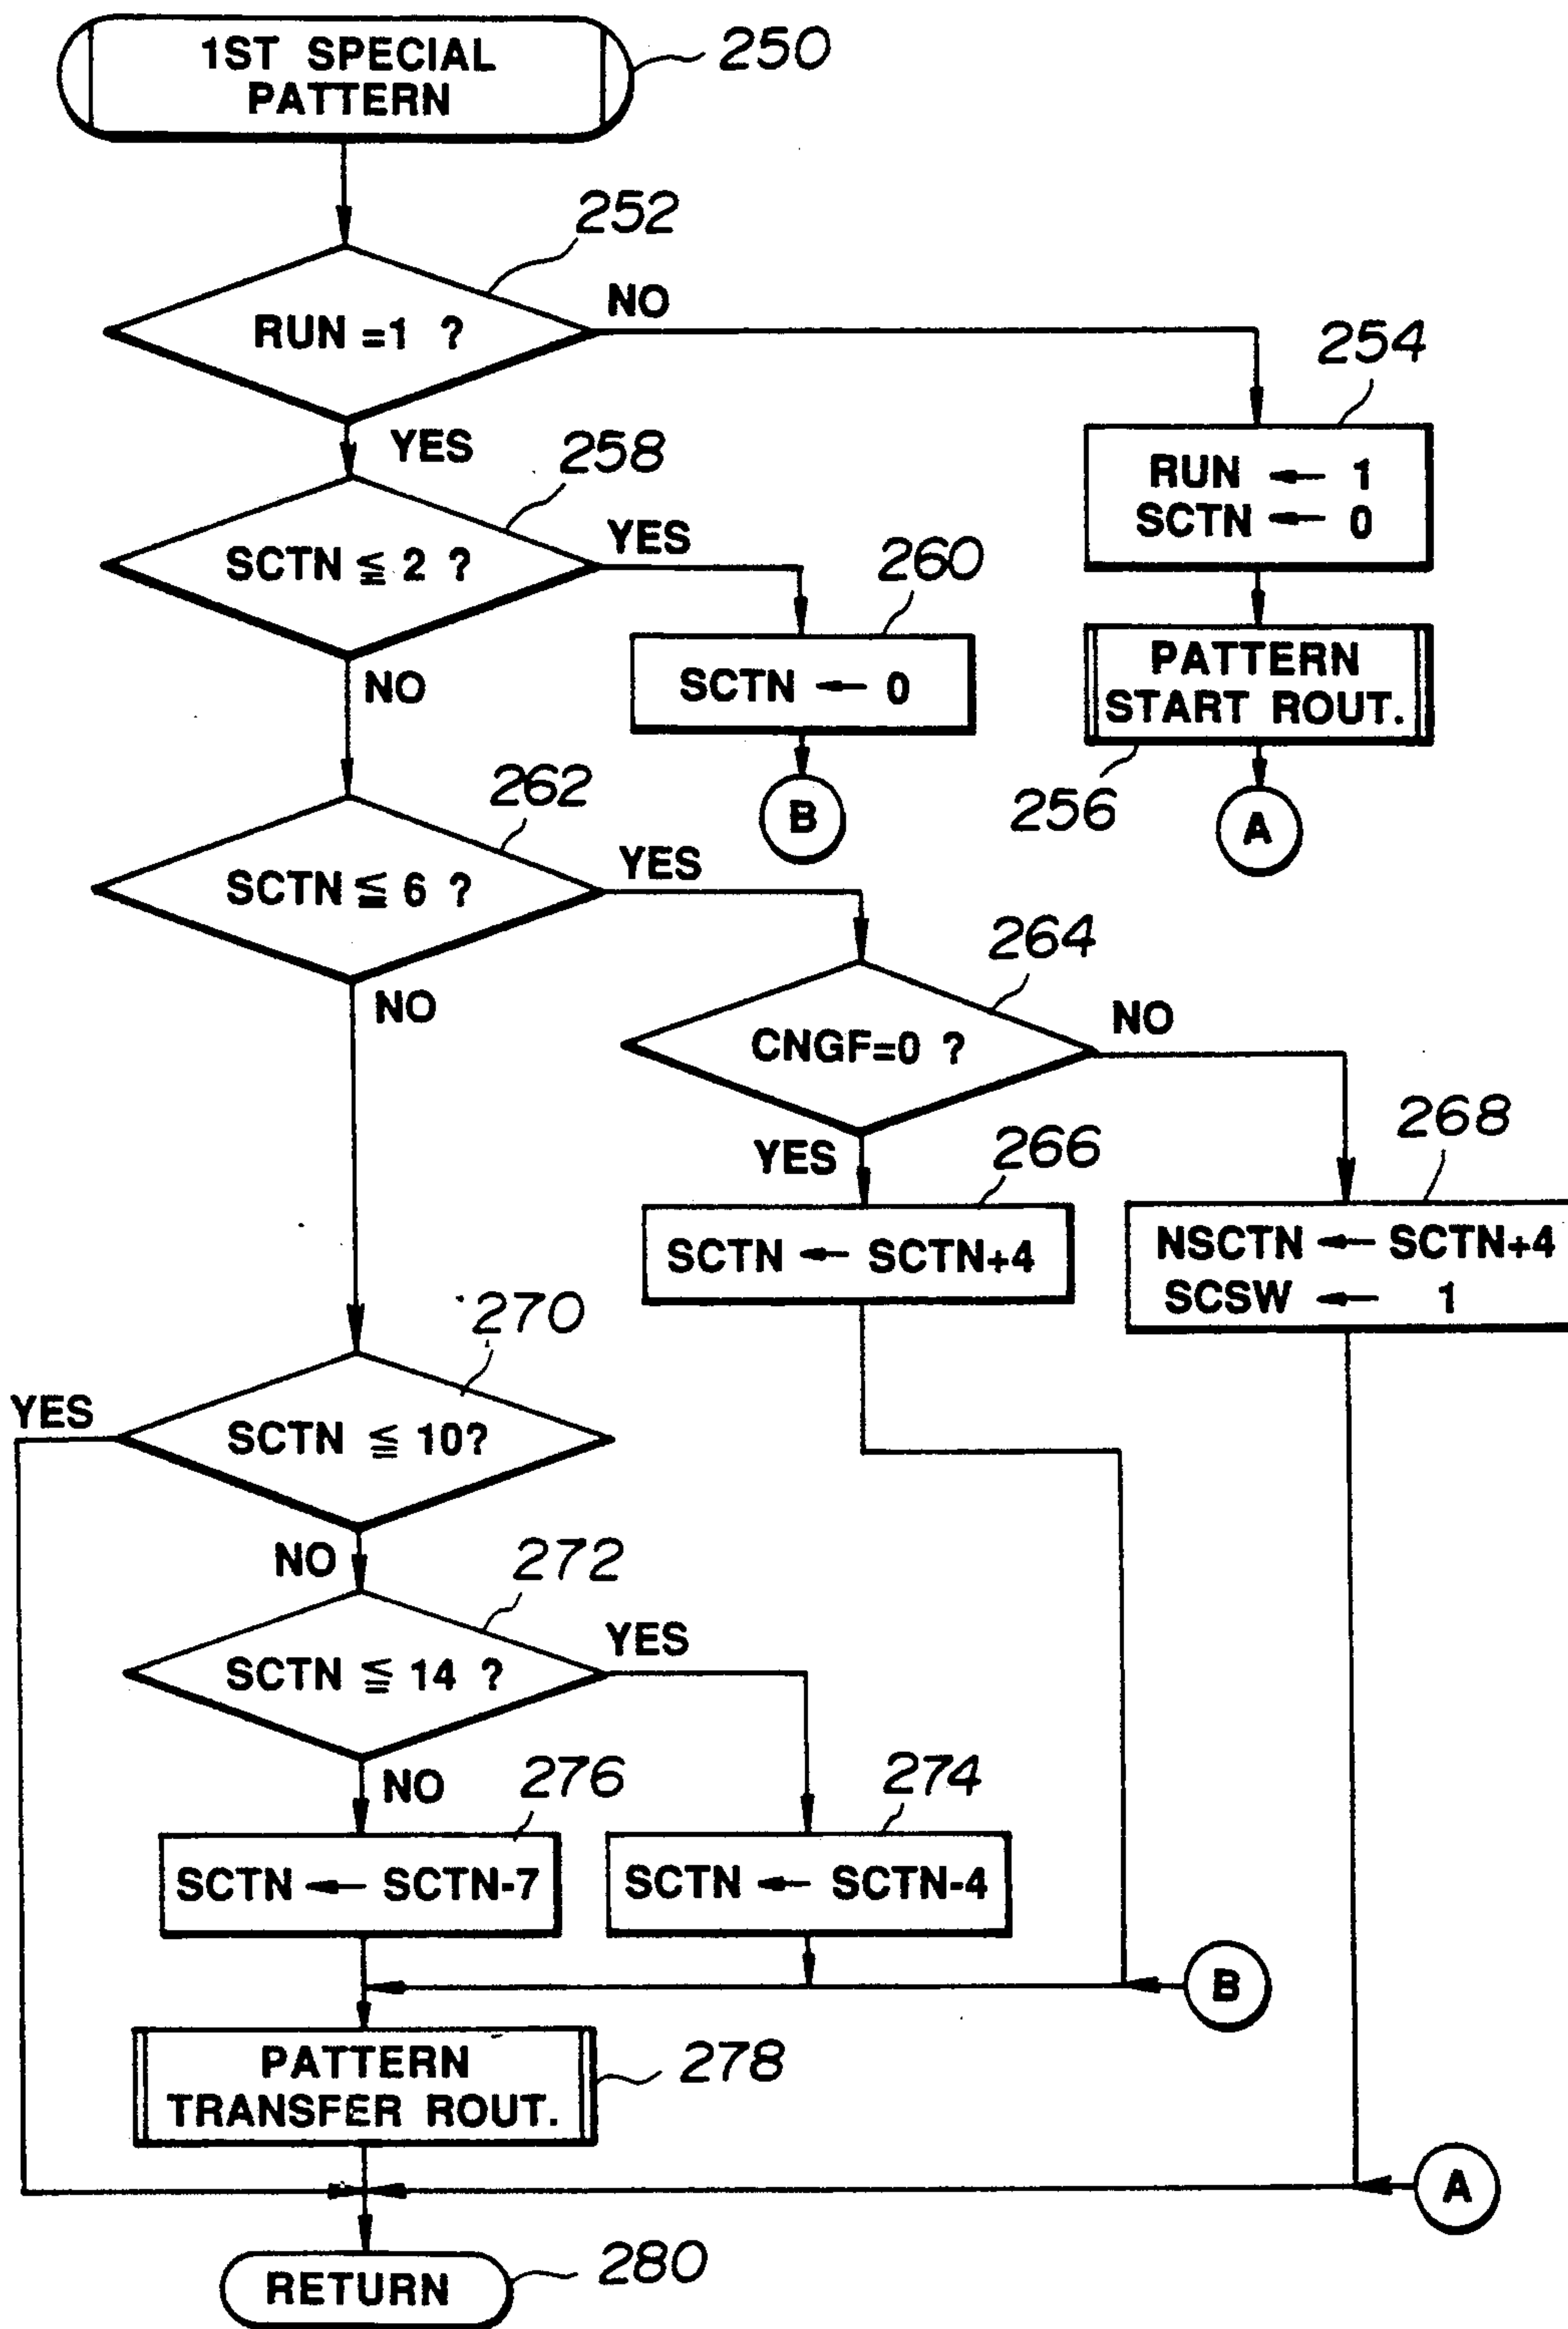 1ST SPECIAL
PATTERN
250
252
RUN =1 ?
NO
254
YES
RUN ← 1
SCTN ← 0
258
SCTN ≦ 2 ?
YES
260
NO
SCTN ← 0
PATTERN
START ROUT.
256
B
A
262
SCTN ≦ 6 ?
YES
264
NO
CNGF=0 ?
NO
268
YES
266
SCTN ← SCTN+4
NSCTN ← SCTN+4
SCSW ← 1
270
YES
SCTN ≦ 10?
NO
272
SCTN ≦ 14 ?
YES
NO
276
274
SCTN ← SCTN-7
SCTN ← SCTN-4
B
PATTERN
TRANSFER ROUT.
278
A
RETURN
280